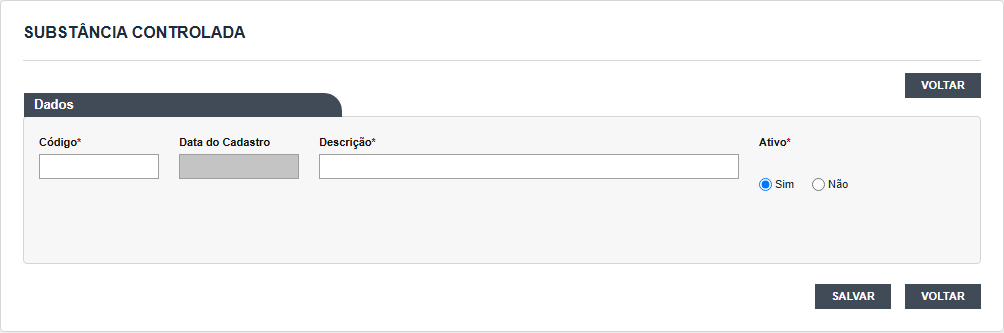 SUBSTÂNCIA CONTROLADA
VOLTAR
Dados
Código* Data do Cadastro Descrição* Ativo*
Sim Não
SALVAR VOLTAR